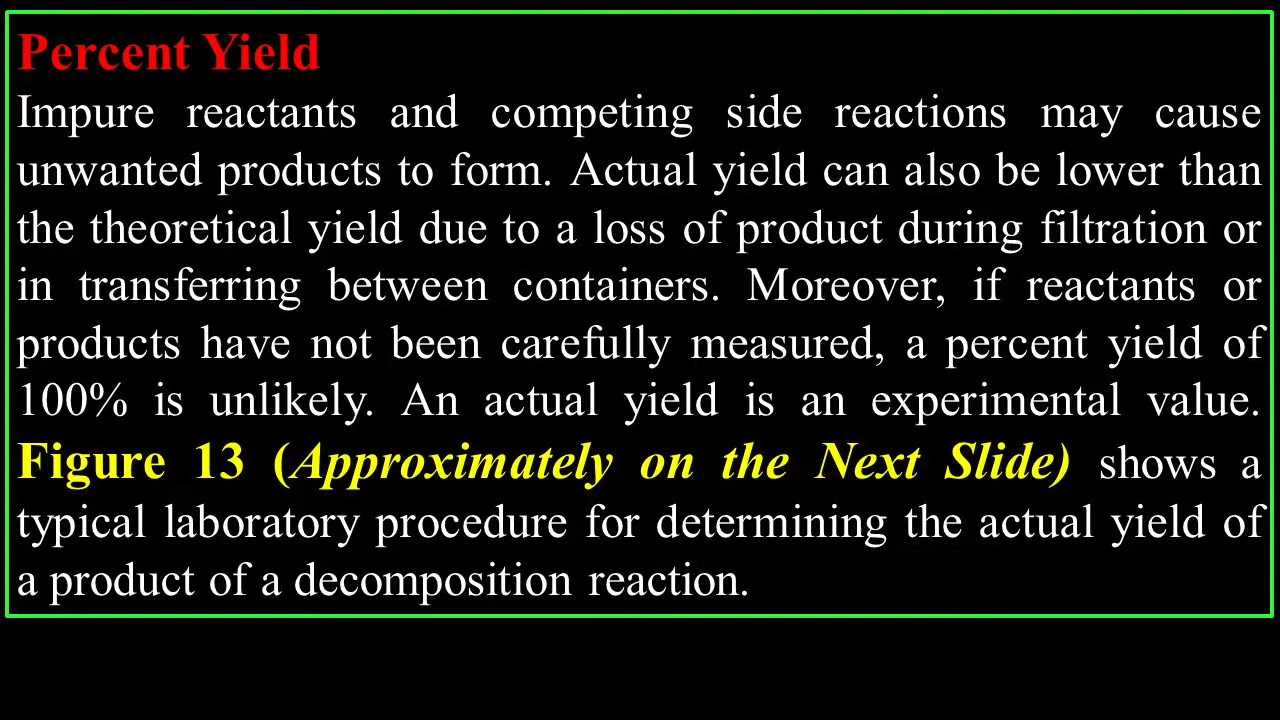 Percent Yield
Impure reactants and competing side reactions may cause
unwanted products to form. Actual yield can also be lower than
the theoretical yield due to a loss of product during filtration or
in transferring between containers. Moreover, if reactants or
products have not been carefully measured, a percent yield of
100% is unlikely. An actual yield is an experimental value.
Figure 13 (Approximately on the Next Slide) shows a
typical laboratory procedure for determining the actual yield of
a product of a decomposition reaction.